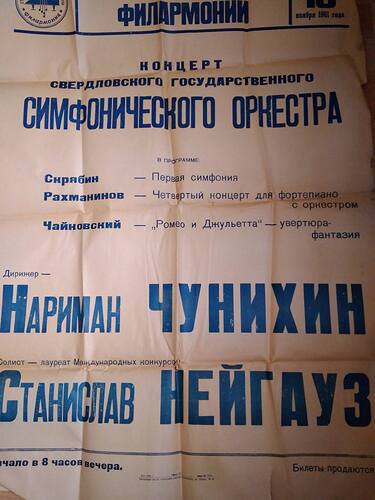 ФИЛАРМОНИЯ
ФИЛАРМОНИИ
ноября 1961 года
КОНЦЕРТ
СВЕРДЛОВСКОГО ГОСУДАРСТВЕННОГО
СИМФОНИЧЕСКОГО ОРКЕСТРА
В ПРОГРАММЕ:
Скрябин — Первая симфония
Рахманинов — Четвертый концерт для фортепиано
с оркестром
Чайковский — „Ромео и Джульетта“ — увертюра-
фантазия
Дирижер —
НАРИМАН ЧУНИХИН
Солист — лауреат Международных конкурсов
СТАНИСЛАВ НЕЙГАУЗ
начало в 8 часов вечера.
Билеты продаются